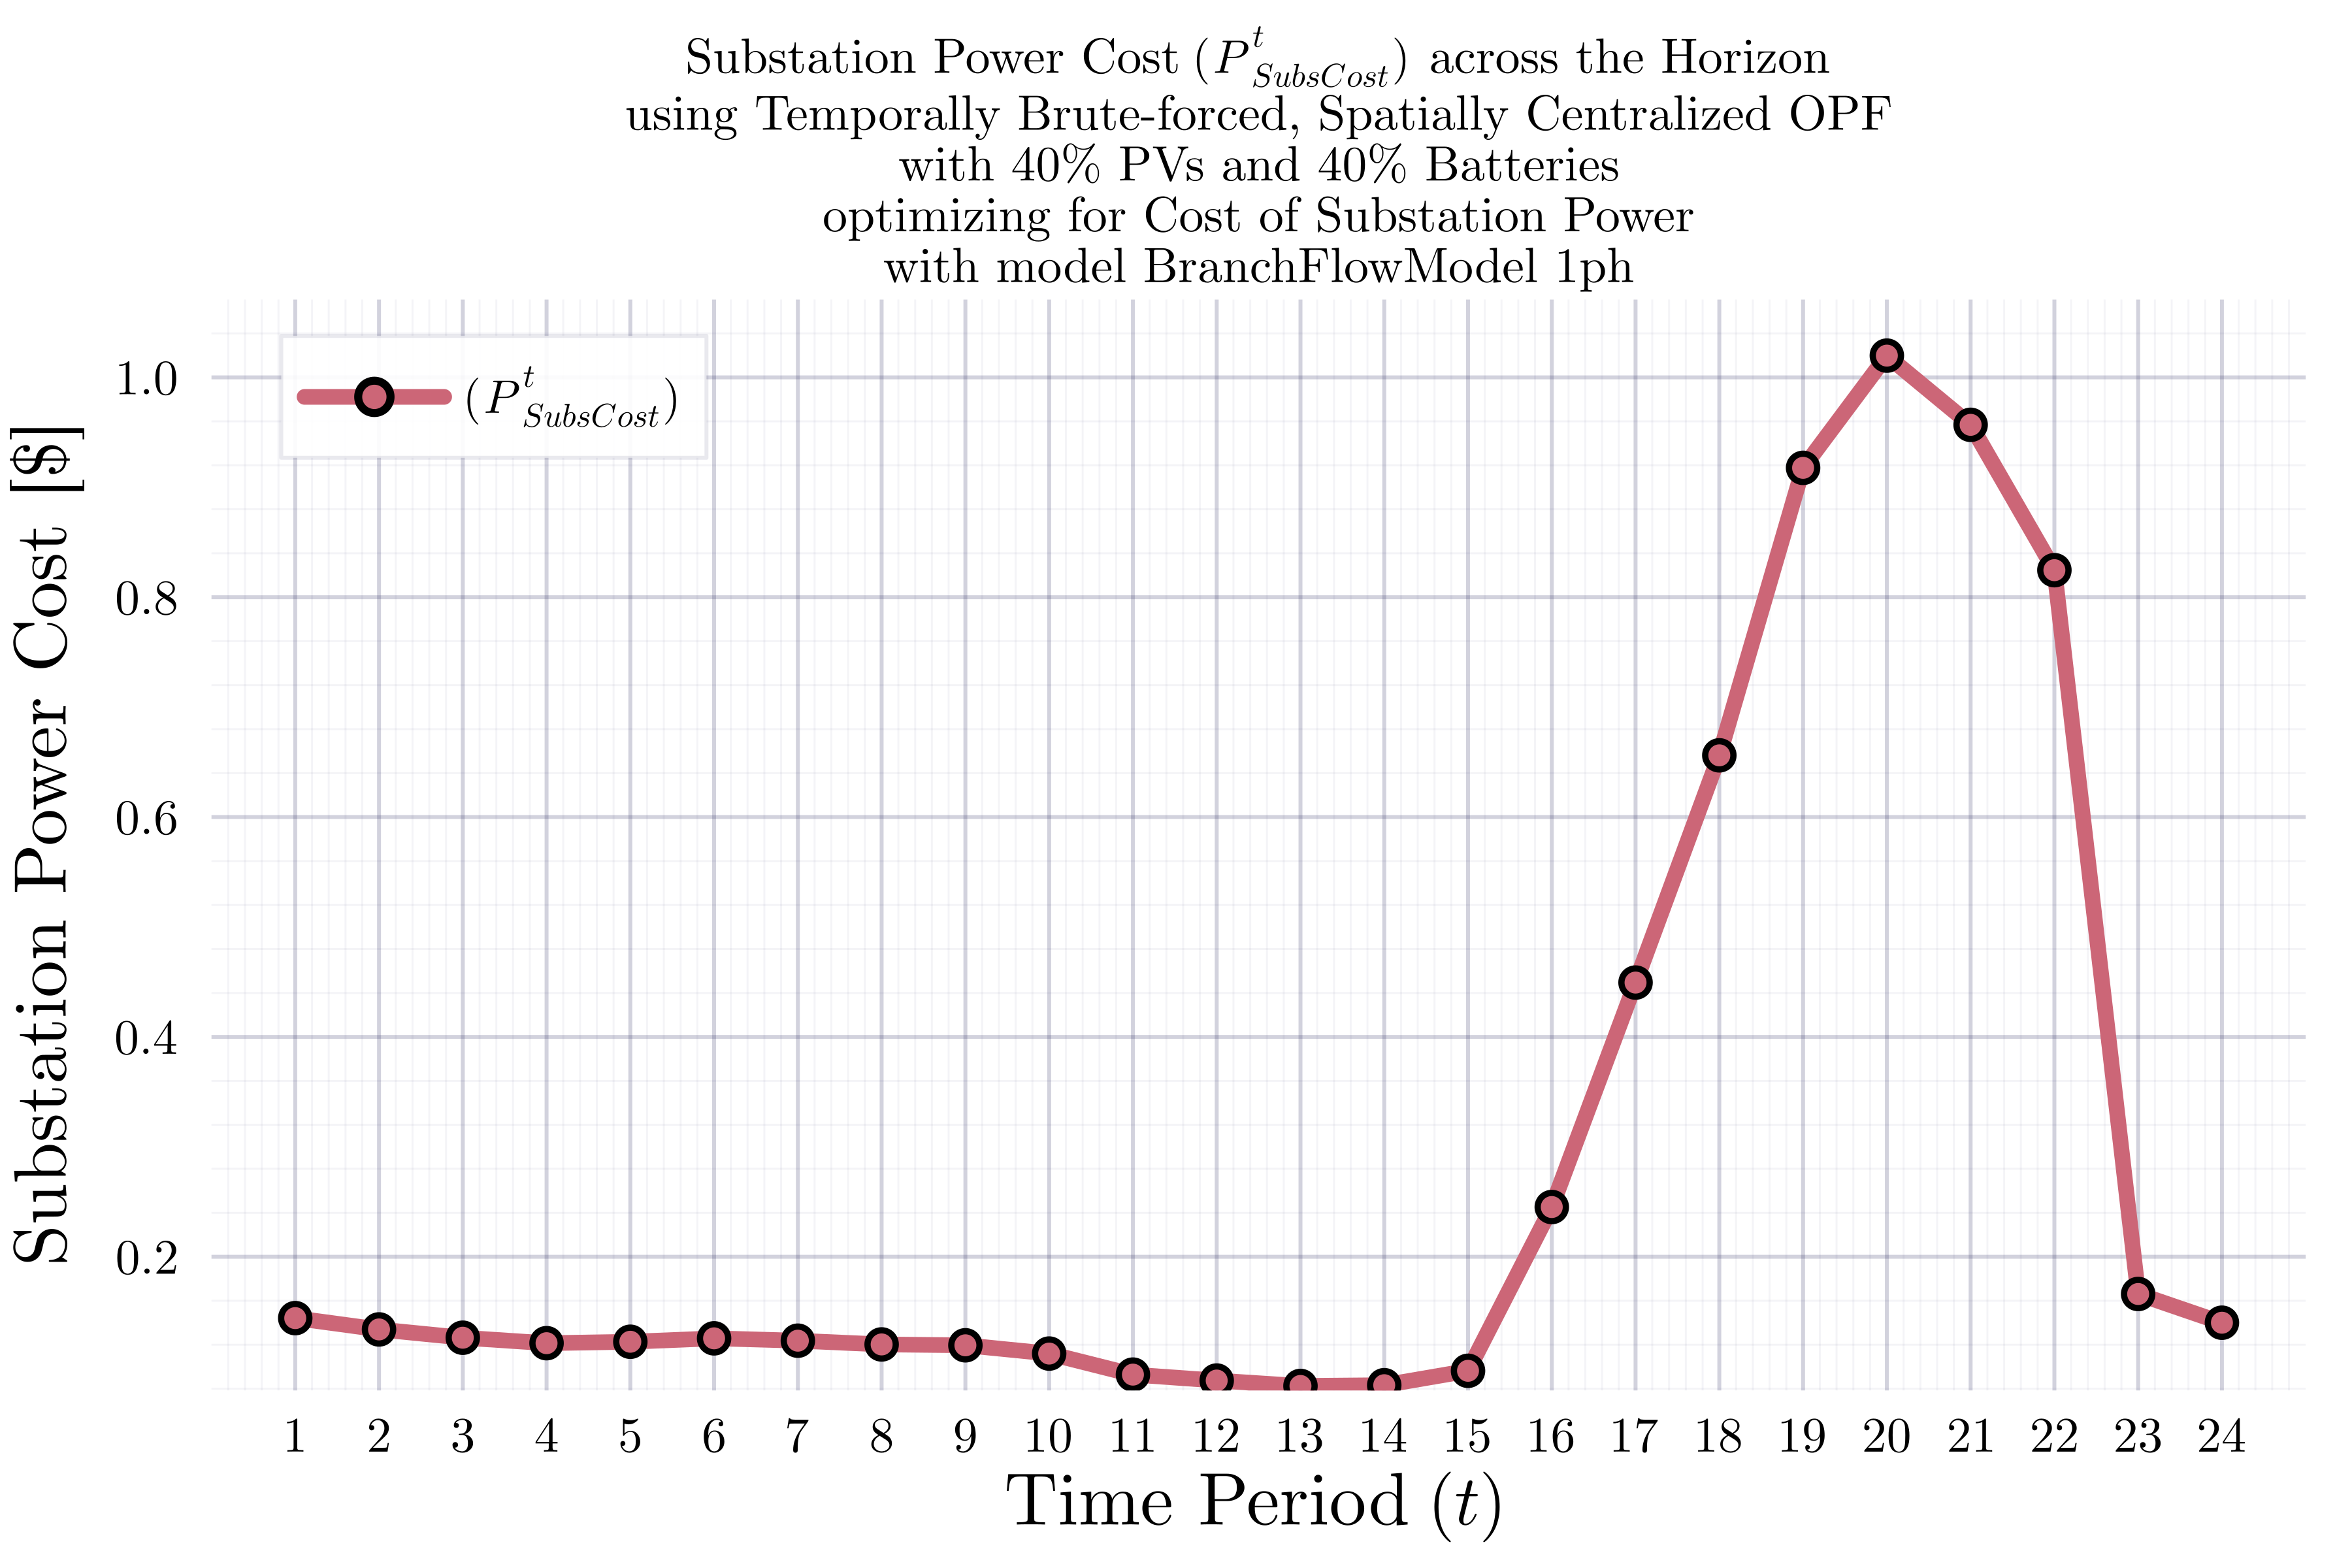 Substation Power Cost (P^t_SubsCost) across the Horizon
using Temporally Brute-forced, Spatially Centralized OPF
with 40% PVs and 40% Batteries
optimizing for Cost of Substation Power
with model BranchFlowModel 1ph
(P^t_SubsCost)
Substation Power Cost [$]
1.0
0.8
0.6
0.4
0.2
1 2 3 4 5 6 7 8 9 10 11 12 13 14 15 16 17 18 19 20 21 22 23 24
Time Period (t)